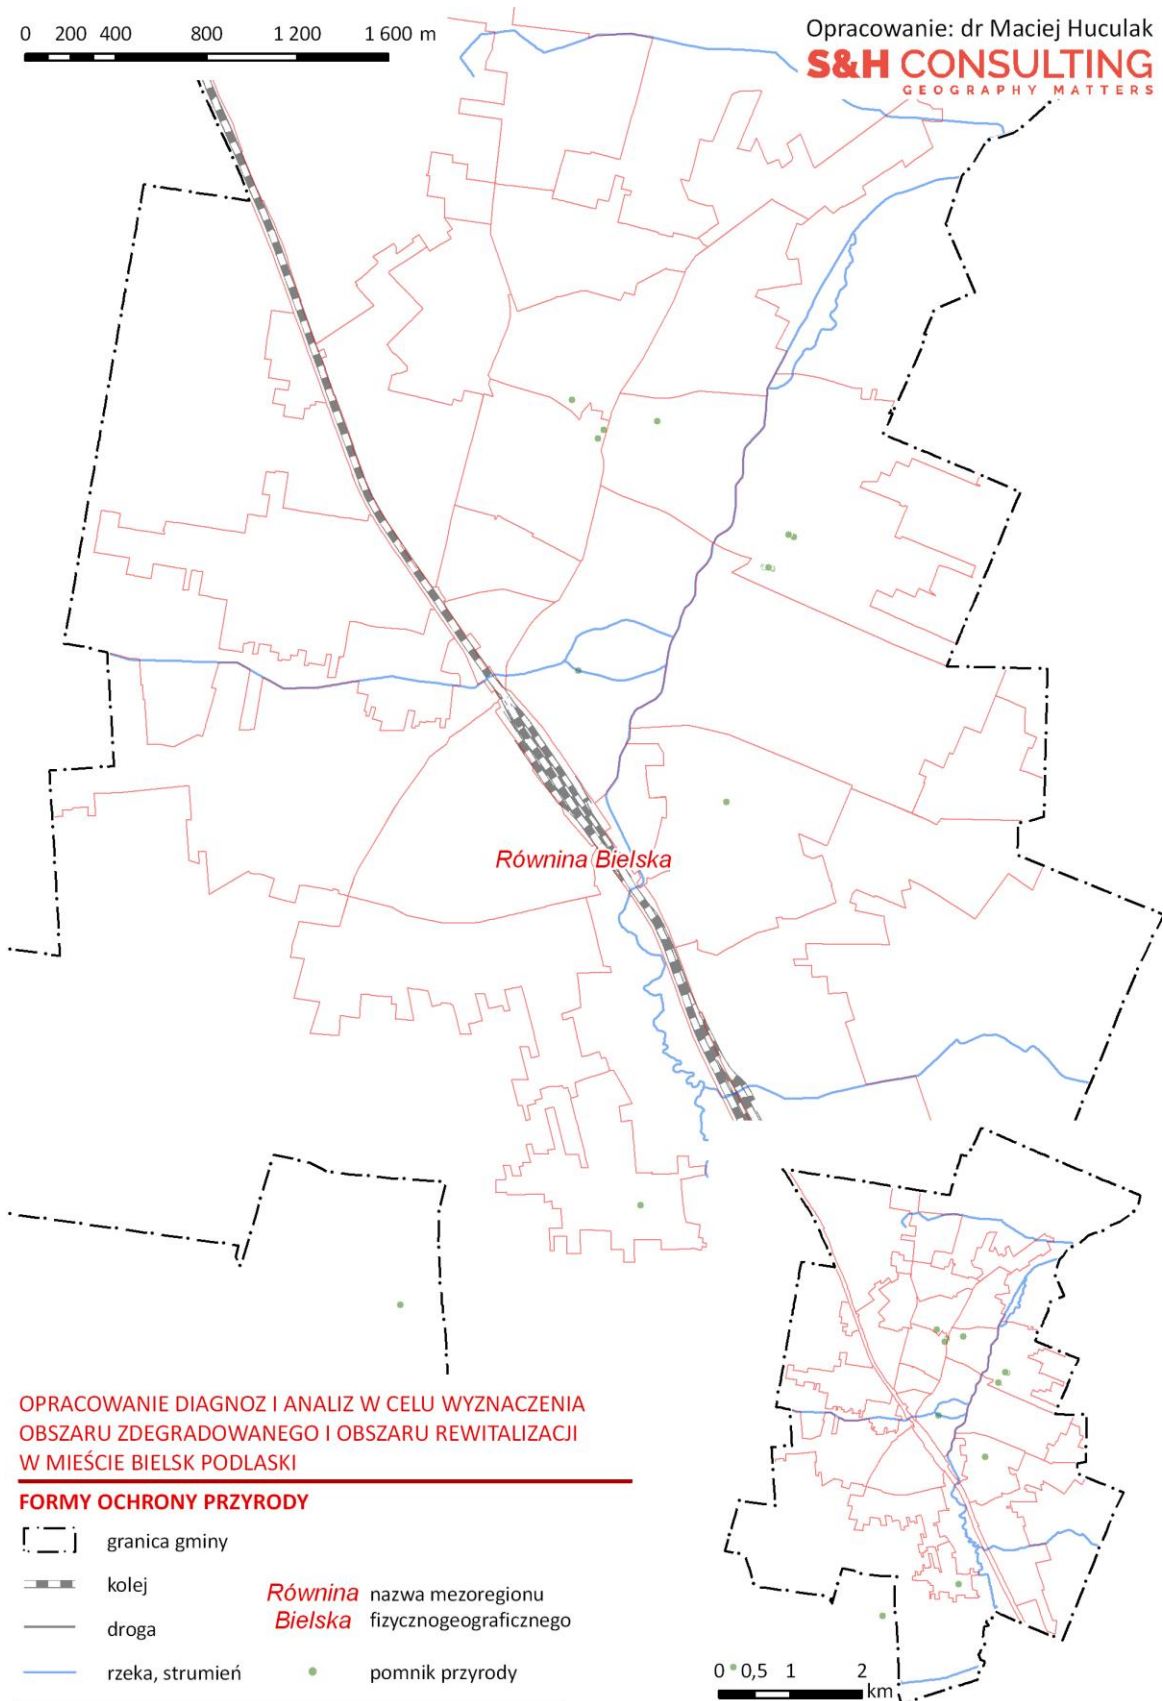 0 200 400 800 1 200 1 600 m
Opracowanie: dr Maciej Huculak
S&H CONSULTING
GEOGRAPHY MATTERS
Równina Bielska
OPRACOWANIE DIAGNOZ I ANALIZ W CELU WYZNACZENIA
OBSZARU ZDEGRADOWANEGO I OBSZARU REWITALIZACJI
W MIEŚCIE BIELSK PODLASKI
FORMY OCHRONY PRZYRODY
granica gminy
kolej
droga
rzeka, strumień
Równina
Bielska
nazwa mezoregionu
fizycznogeograficznego
pomnik przyrody
0 0,5 1 2
km